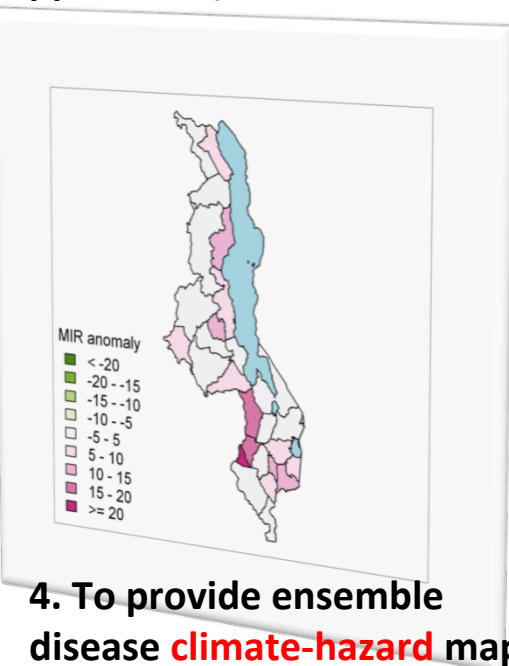 MIR anomaly
< -20
-20 - -15
-15 - -10
-10 - -5
-5 - 5
5 - 10
10 - 15
15 - 20
>= 20
4. To provide ensemble
disease climate-hazard map